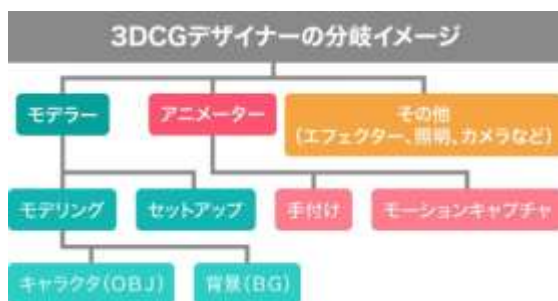 3DCGデザイナーの分岐イメージ
モデラー
アニメーター
その他
(エフェクター、照明、カメラなど)
モデリング
セットアップ
手付け
モーションキャプチャ
キャラクタ(OBJ)
背景(BG)